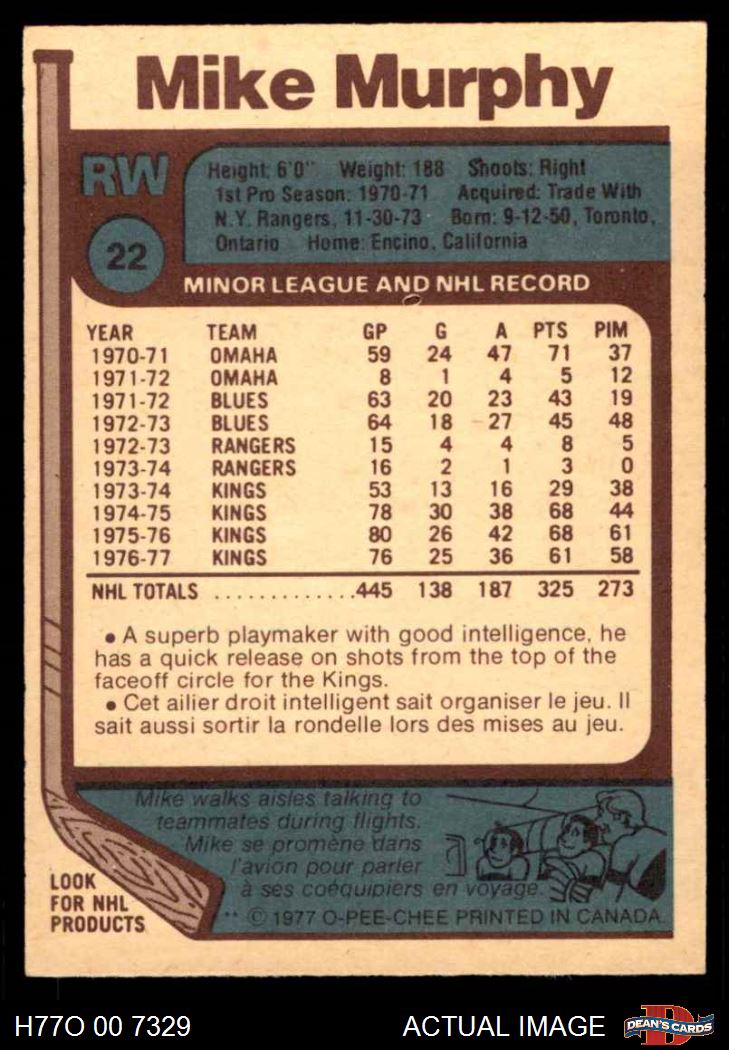 Mike Murphy
RW
Height: 6'0" Weight: 188 Shoots: Right
1st Pro Season: 1970-71 Acquired: Trade With
N.Y. Rangers, 11-30-73 Born: 9-12-50, Toronto,
Ontario Home: Encino, California
22
MINOR LEAGUE AND NHL RECORD
YEAR TEAM GP G A PTS PIM
1970-71 OMAHA 59 24 47 71 37
1971-72 OMAHA 8 1 4 5 12
1971-72 BLUES 63 20 23 43 19
1972-73 BLUES 64 18 27 45 48
1972-73 RANGERS 15 4 4 8 5
1973-74 RANGERS 16 2 1 3 0
1973-74 KINGS 53 13 16 29 38
1974-75 KINGS 78 30 38 68 44
1975-76 KINGS 80 26 42 68 61
1976-77 KINGS 76 25 36 61 58
NHL TOTALS .............445 138 187 325 273
• A superb playmaker with good intelligence, he
has a quick release on shots from the top of the
faceoff circle for the Kings.
• Cet ailier droit intelligent sait organiser le jeu. Il
sait aussi sortir la rondelle lors des mises au jeu.
Mike walks aisles talking to
teammates during flights.
Mike se promène dans
l'avion pour parler
à ses coéquipiers en voyage.
LOOK
FOR NHL
PRODUCTS
** © 1977 O-PEE-CHEE PRINTED IN CANADA.
H77O 00 7329
ACTUAL IMAGE
D
DEAN'S CARDS